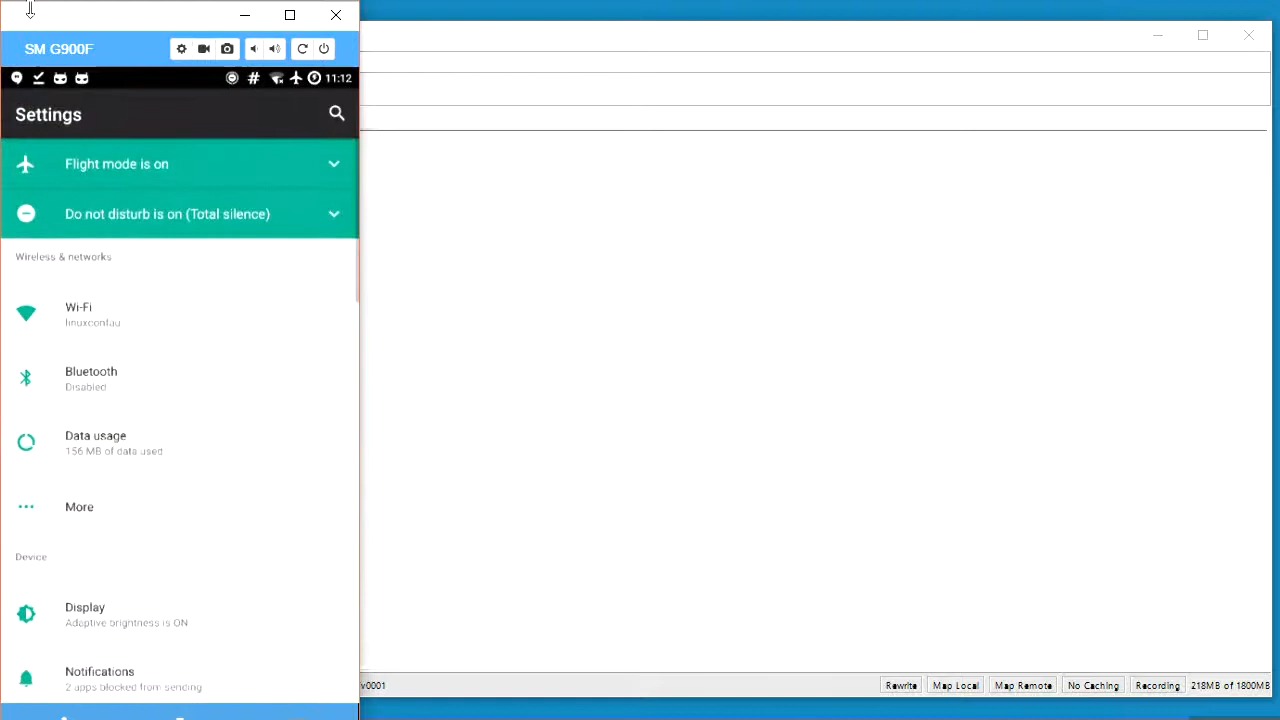 SM G900F
11:12
Settings
Flight mode is on
Do not disturb is on (Total silence)
Wireless & networks
Wi-Fi
linuxconfau
Bluetooth
Disabled
Data usage
156 MB of data used
More
Device
Display
Adaptive brightness is ON
Notifications
2 apps blocked from sending
v0001
Rewrite
Map Local
Map Remote
No Caching
Recording
218MB of 1800MB